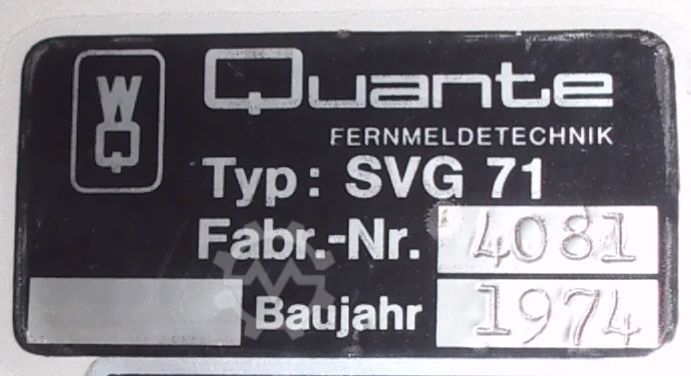 WQ
Quante
FERNMELDETECHNIK
Typ: SVG 71
Fabr.-Nr. 4081
Baujahr 1974